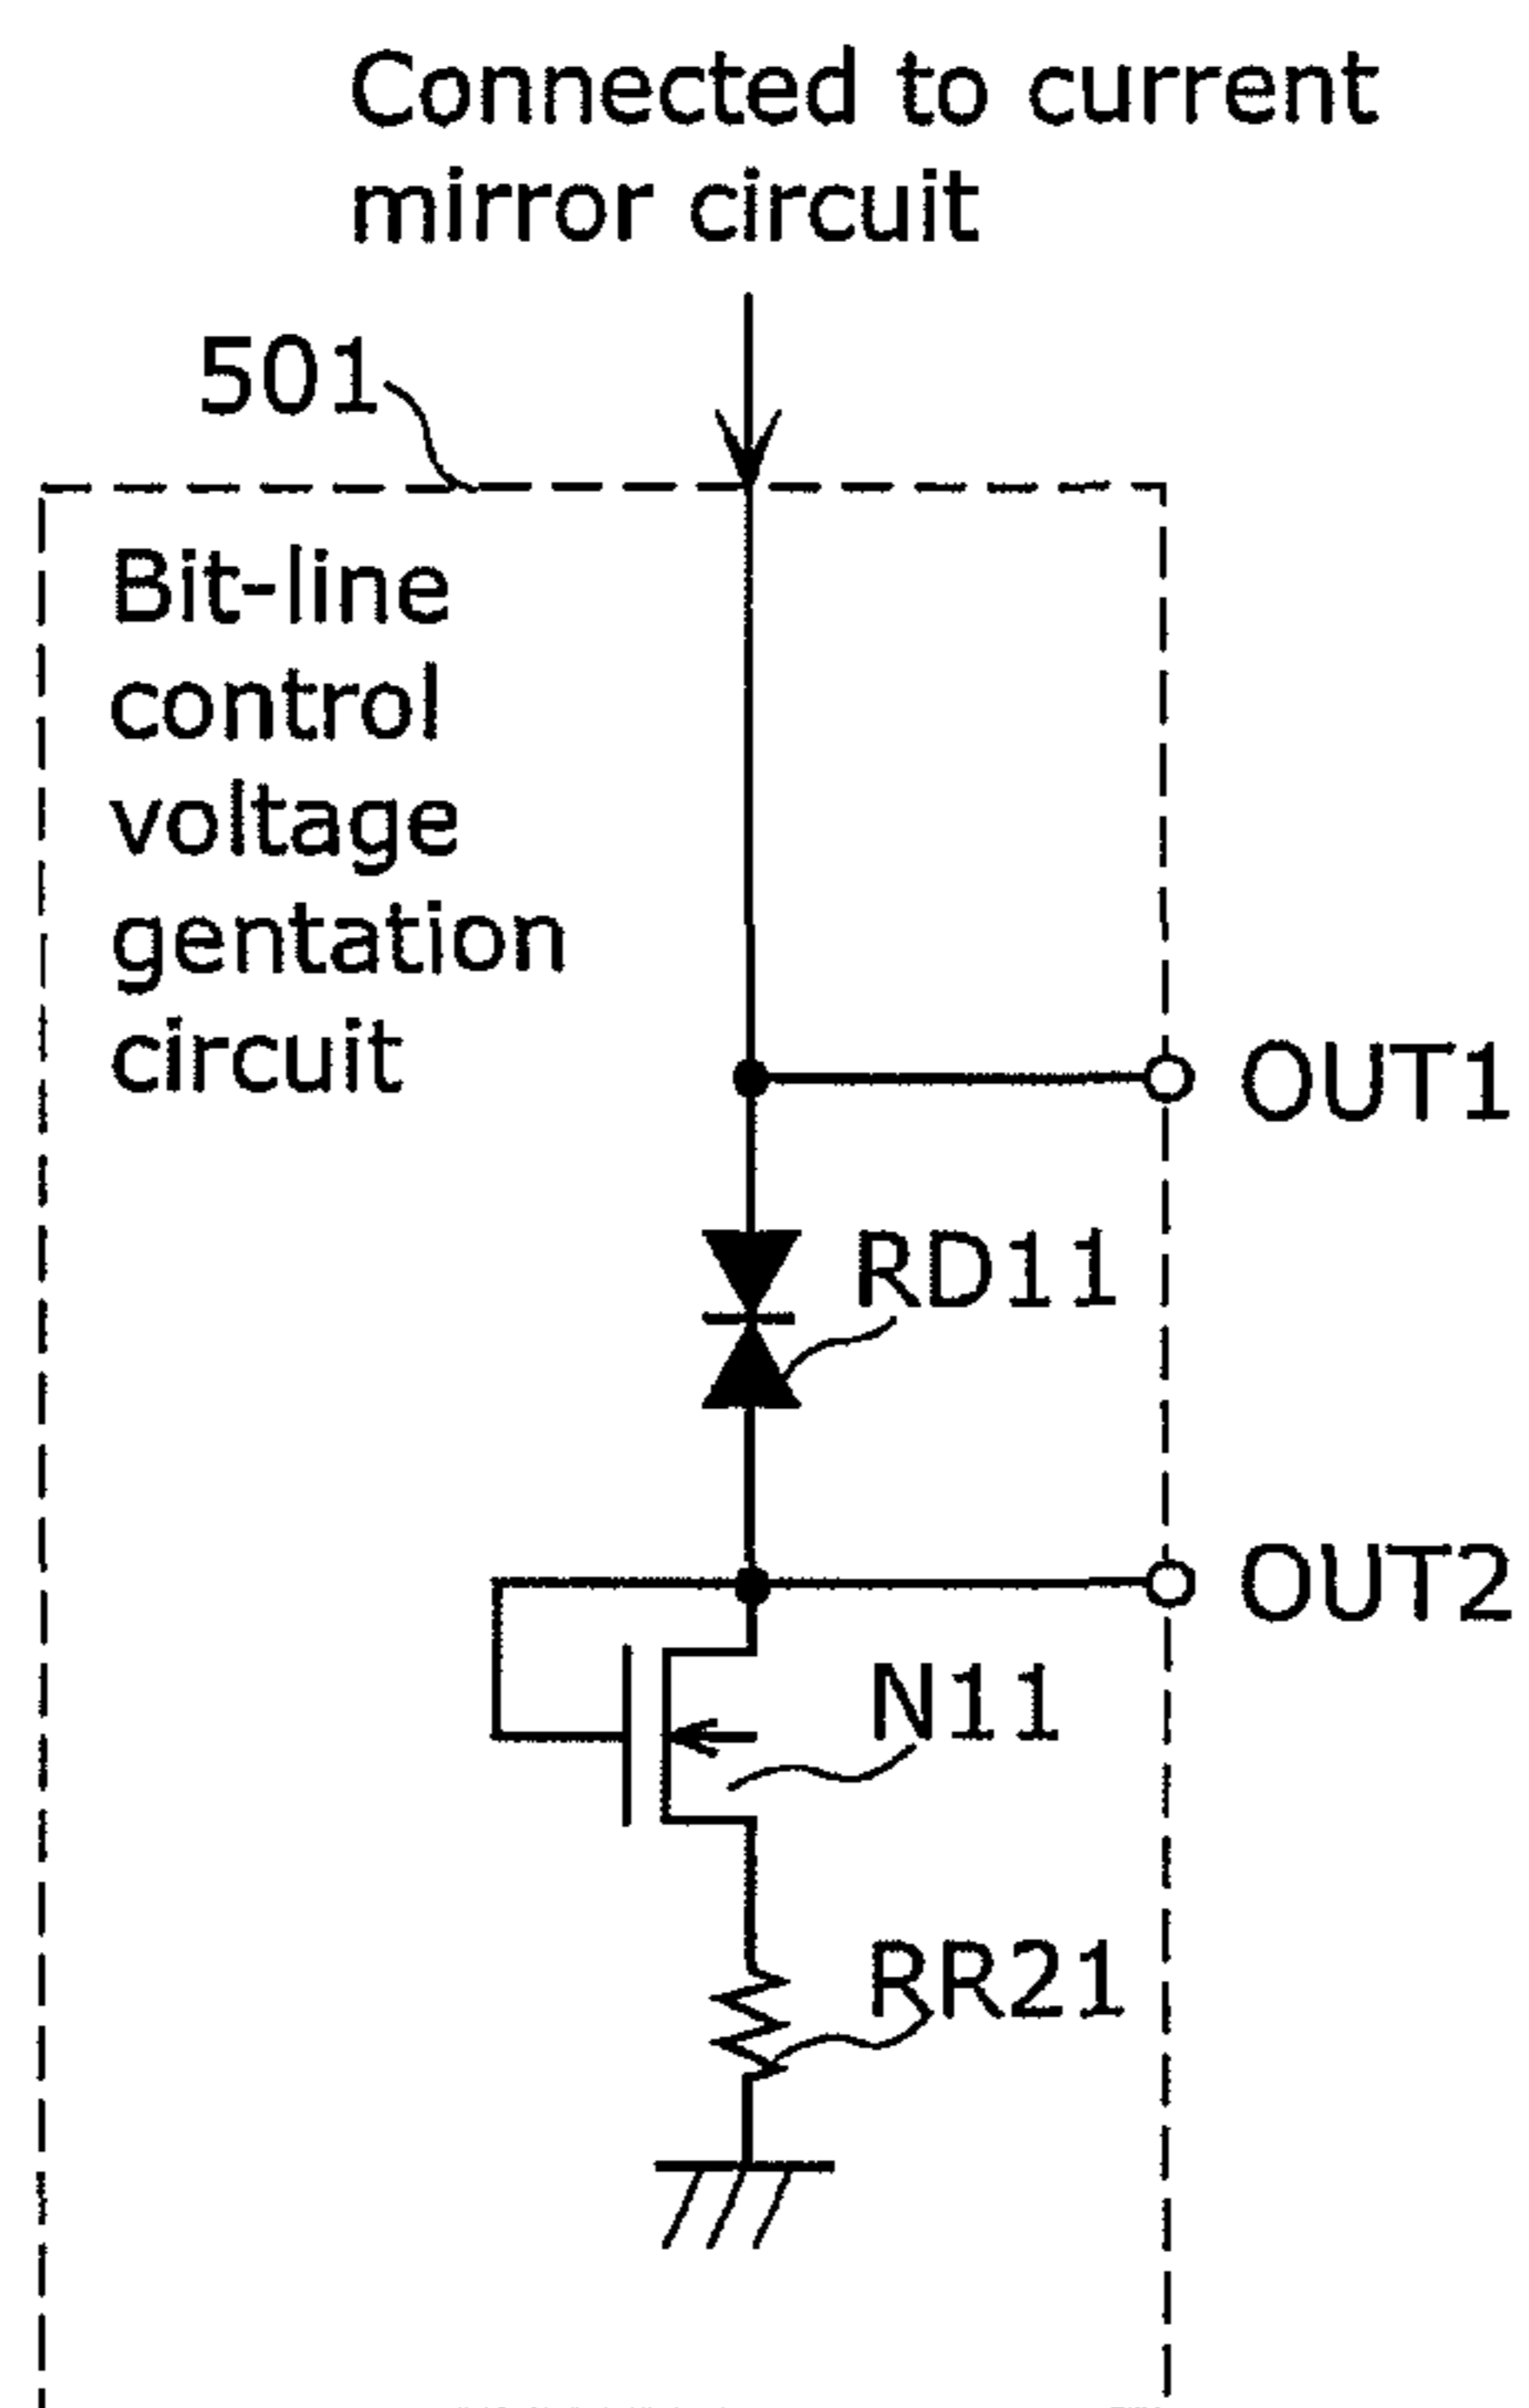 Connected to current
mirror circuit
501
Bit-line
control
voltage
gentation
circuit
OUT1
RD11
OUT2
N11
RR21